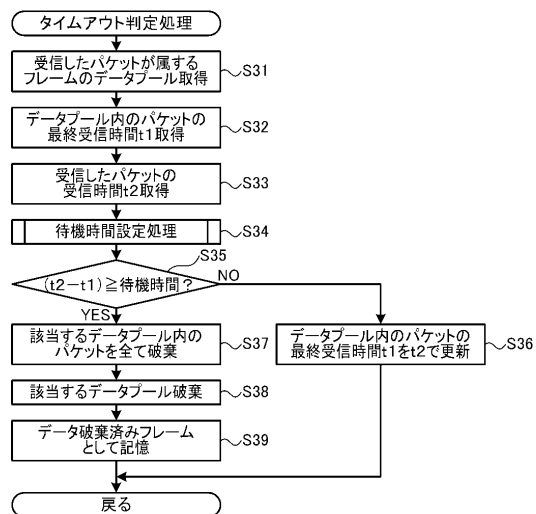 タイムアウト判定処理
受信したパケットが属する
フレームのデータプール取得
S31
データプール内のパケットの
最終受信時間t1取得
S32
受信したパケットの
受信時間t2取得
S33
待機時間設定処理
S34
S35
(t2−t1)≧待機時間?
NO
YES
該当するデータプール内の
パケットを全て破棄
S37
データプール内のパケットの
最終受信時間t1をt2で更新
S36
該当するデータプール破棄
S38
データ破棄済みフレーム
として記憶
S39
戻る